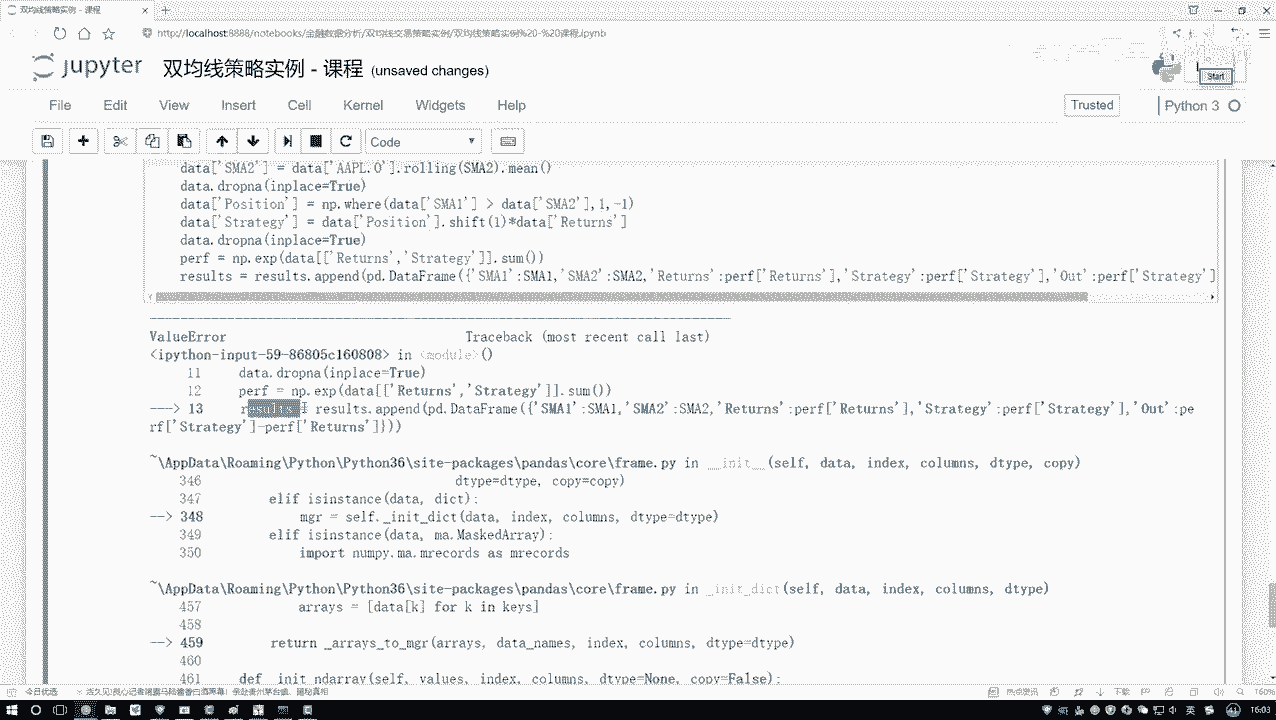 双均线策略实例 - 课程
http://localhost:8888/notebooks/金融数据分析/双均线交易策略实例/双均线策略实例%20-%20课程.ipynb
jupyter 双均线策略实例 - 课程 (unsaved changes)
Start
File Edit View Insert Cell Kernel Widgets Help
Trusted Python 3
Code
data['SMA2'] = data['AAPL.O'].rolling(SMA2).mean()
data.dropna(inplace=True)
data['Position'] = np.where(data['SMA1'] > data['SMA2'],1,-1)
data['Strategy'] = data['Position'].shift(1)*data['Returns']
data.dropna(inplace=True)
perf = np.exp(data[['Returns','Strategy']].sum())
results = results.append(pd.DataFrame({'SMA1':SMA1,'SMA2':SMA2,'Returns':perf['Returns'],'Strategy':perf['Strategy'],'Out':perf['Strategy']
ValueError Traceback (most recent call last)
<ipython-input-59-86805c160808> in <module>()
11 data.dropna(inplace=True)
12 perf = np.exp(data[['Returns','Strategy']].sum())
---> 13 results = results.append(pd.DataFrame({'SMA1':SMA1,'SMA2':SMA2,'Returns':perf['Returns'],'Strategy':perf['Strategy'],'Out':pe
rf['Strategy']-perf['Returns']}))
~\AppData\Roaming\Python\Python36\site-packages\pandas\core\frame.py in __init__(self, data, index, columns, dtype, copy)
346 dtype=dtype, copy=copy)
347 elif isinstance(data, dict):
--> 348 mgr = self._init_dict(data, index, columns, dtype=dtype)
349 elif isinstance(data, ma.MaskedArray):
350 import numpy.ma.mrecords as mrecords
~\AppData\Roaming\Python\Python36\site-packages\pandas\core\frame.py in _init_dict(self, data, index, columns, dtype)
457 arrays = [data[k] for k in keys]
458
--> 459 return _arrays_to_mgr(arrays, data_names, index, columns, dtype=dtype)
460
461 def _init_ndarray(self, values, index, columns, dtype=None, copy=False):
今日优选
下载
160%
英
16:03